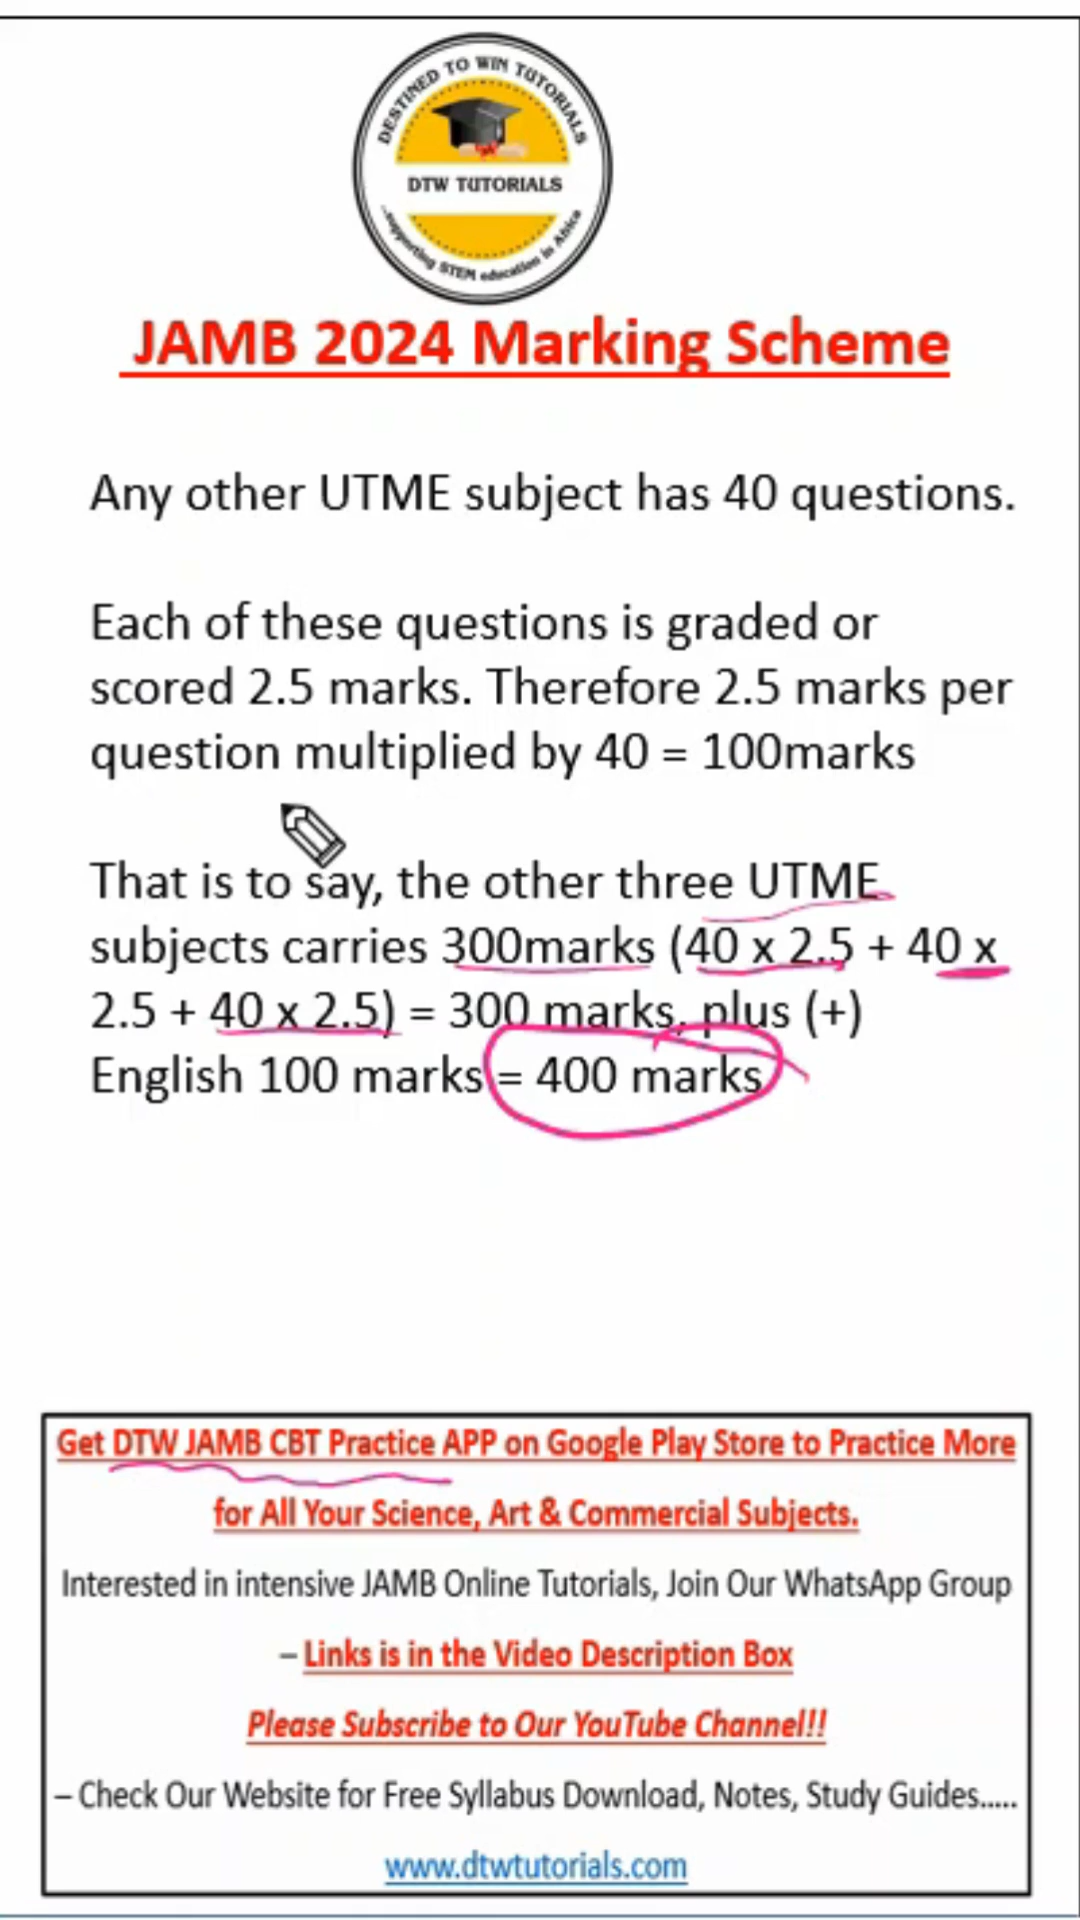 DESTINED TO WIN TUTORIALS
DTW TUTORIALS
...supporting STEM education in Africa
JAMB 2024 Marking Scheme
Any other UTME subject has 40 questions.
Each of these questions is graded or
scored 2.5 marks. Therefore 2.5 marks per
question multiplied by 40 = 100marks
That is to say, the other three UTME
subjects carries 300marks (40 x 2.5 + 40 x
2.5 + 40 x 2.5) = 300 marks, plus (+)
English 100 marks = 400 marks
Get DTW JAMB CBT Practice APP on Google Play Store to Practice More
for All Your Science, Art & Commercial Subjects.
Interested in intensive JAMB Online Tutorials, Join Our WhatsApp Group
– Links is in the Video Description Box
Please Subscribe to Our YouTube Channel!!
– Check Our Website for Free Syllabus Download, Notes, Study Guides.....
www.dtwtutorials.com